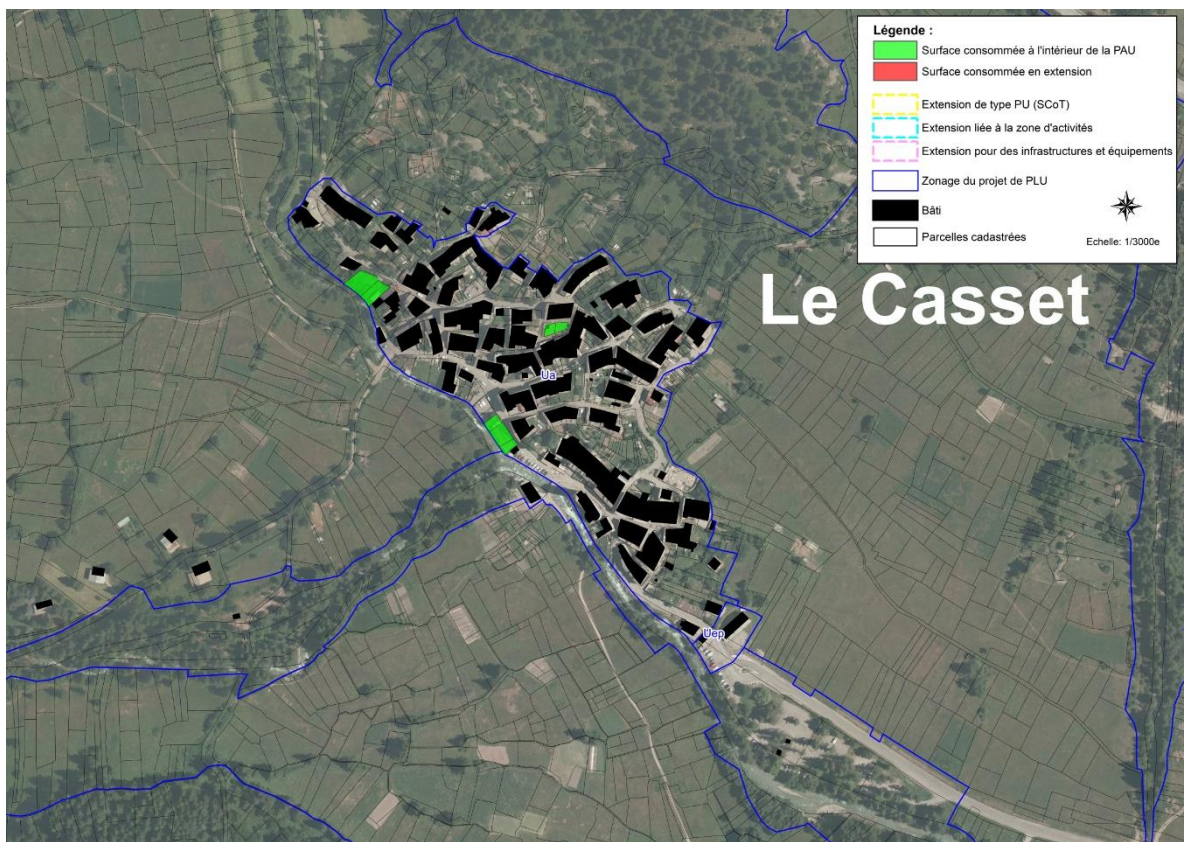 Légende :
Surface consommée à l'intérieur de la PAU
Surface consommée en extension
Extension de type PU (SCoT)
Extension liée à la zone d'activités
Extension pour des infrastructures et équipements
Zonage du projet de PLU
Bâti
Parcelles cadastrées
Echelle: 1/3000e
Le Casset
Ua
Uep